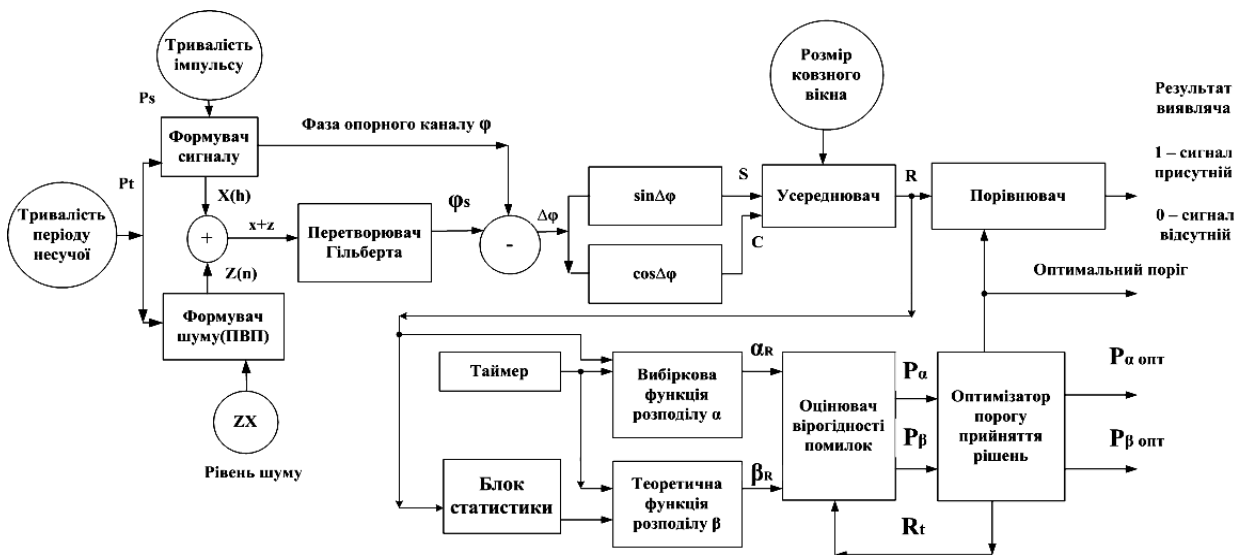 Тривалість
імпульсу
Ps
Формувач
сигналу
Фаза опорного каналу φ
Розмір
ковзного
вікна
Результат
виявляча
1 – сигнал
присутній
0 – сигнал
відсутній
Pt
Тривалість
періоду
несучої
X(h)
+
x+z
Z(n)
Перетворювач
Гільберта
φs
-
Δφ
sinΔφ
cosΔφ
S
C
Усереднювач
R
Порівнювач
Оптимальний поріг
Формувач
шуму(ПВП)
ZX
Рівень шуму
Таймер
Вибіркова
функція
розподілу α
αR
Блок
статистики
Теоретична
функція
розподілу β
βR
Оцінювач
вірогідності
помилок
Pα
Pβ
Оптимізатор
порогу
прийняття
рішень
Pα опт
Pβ опт
Rt